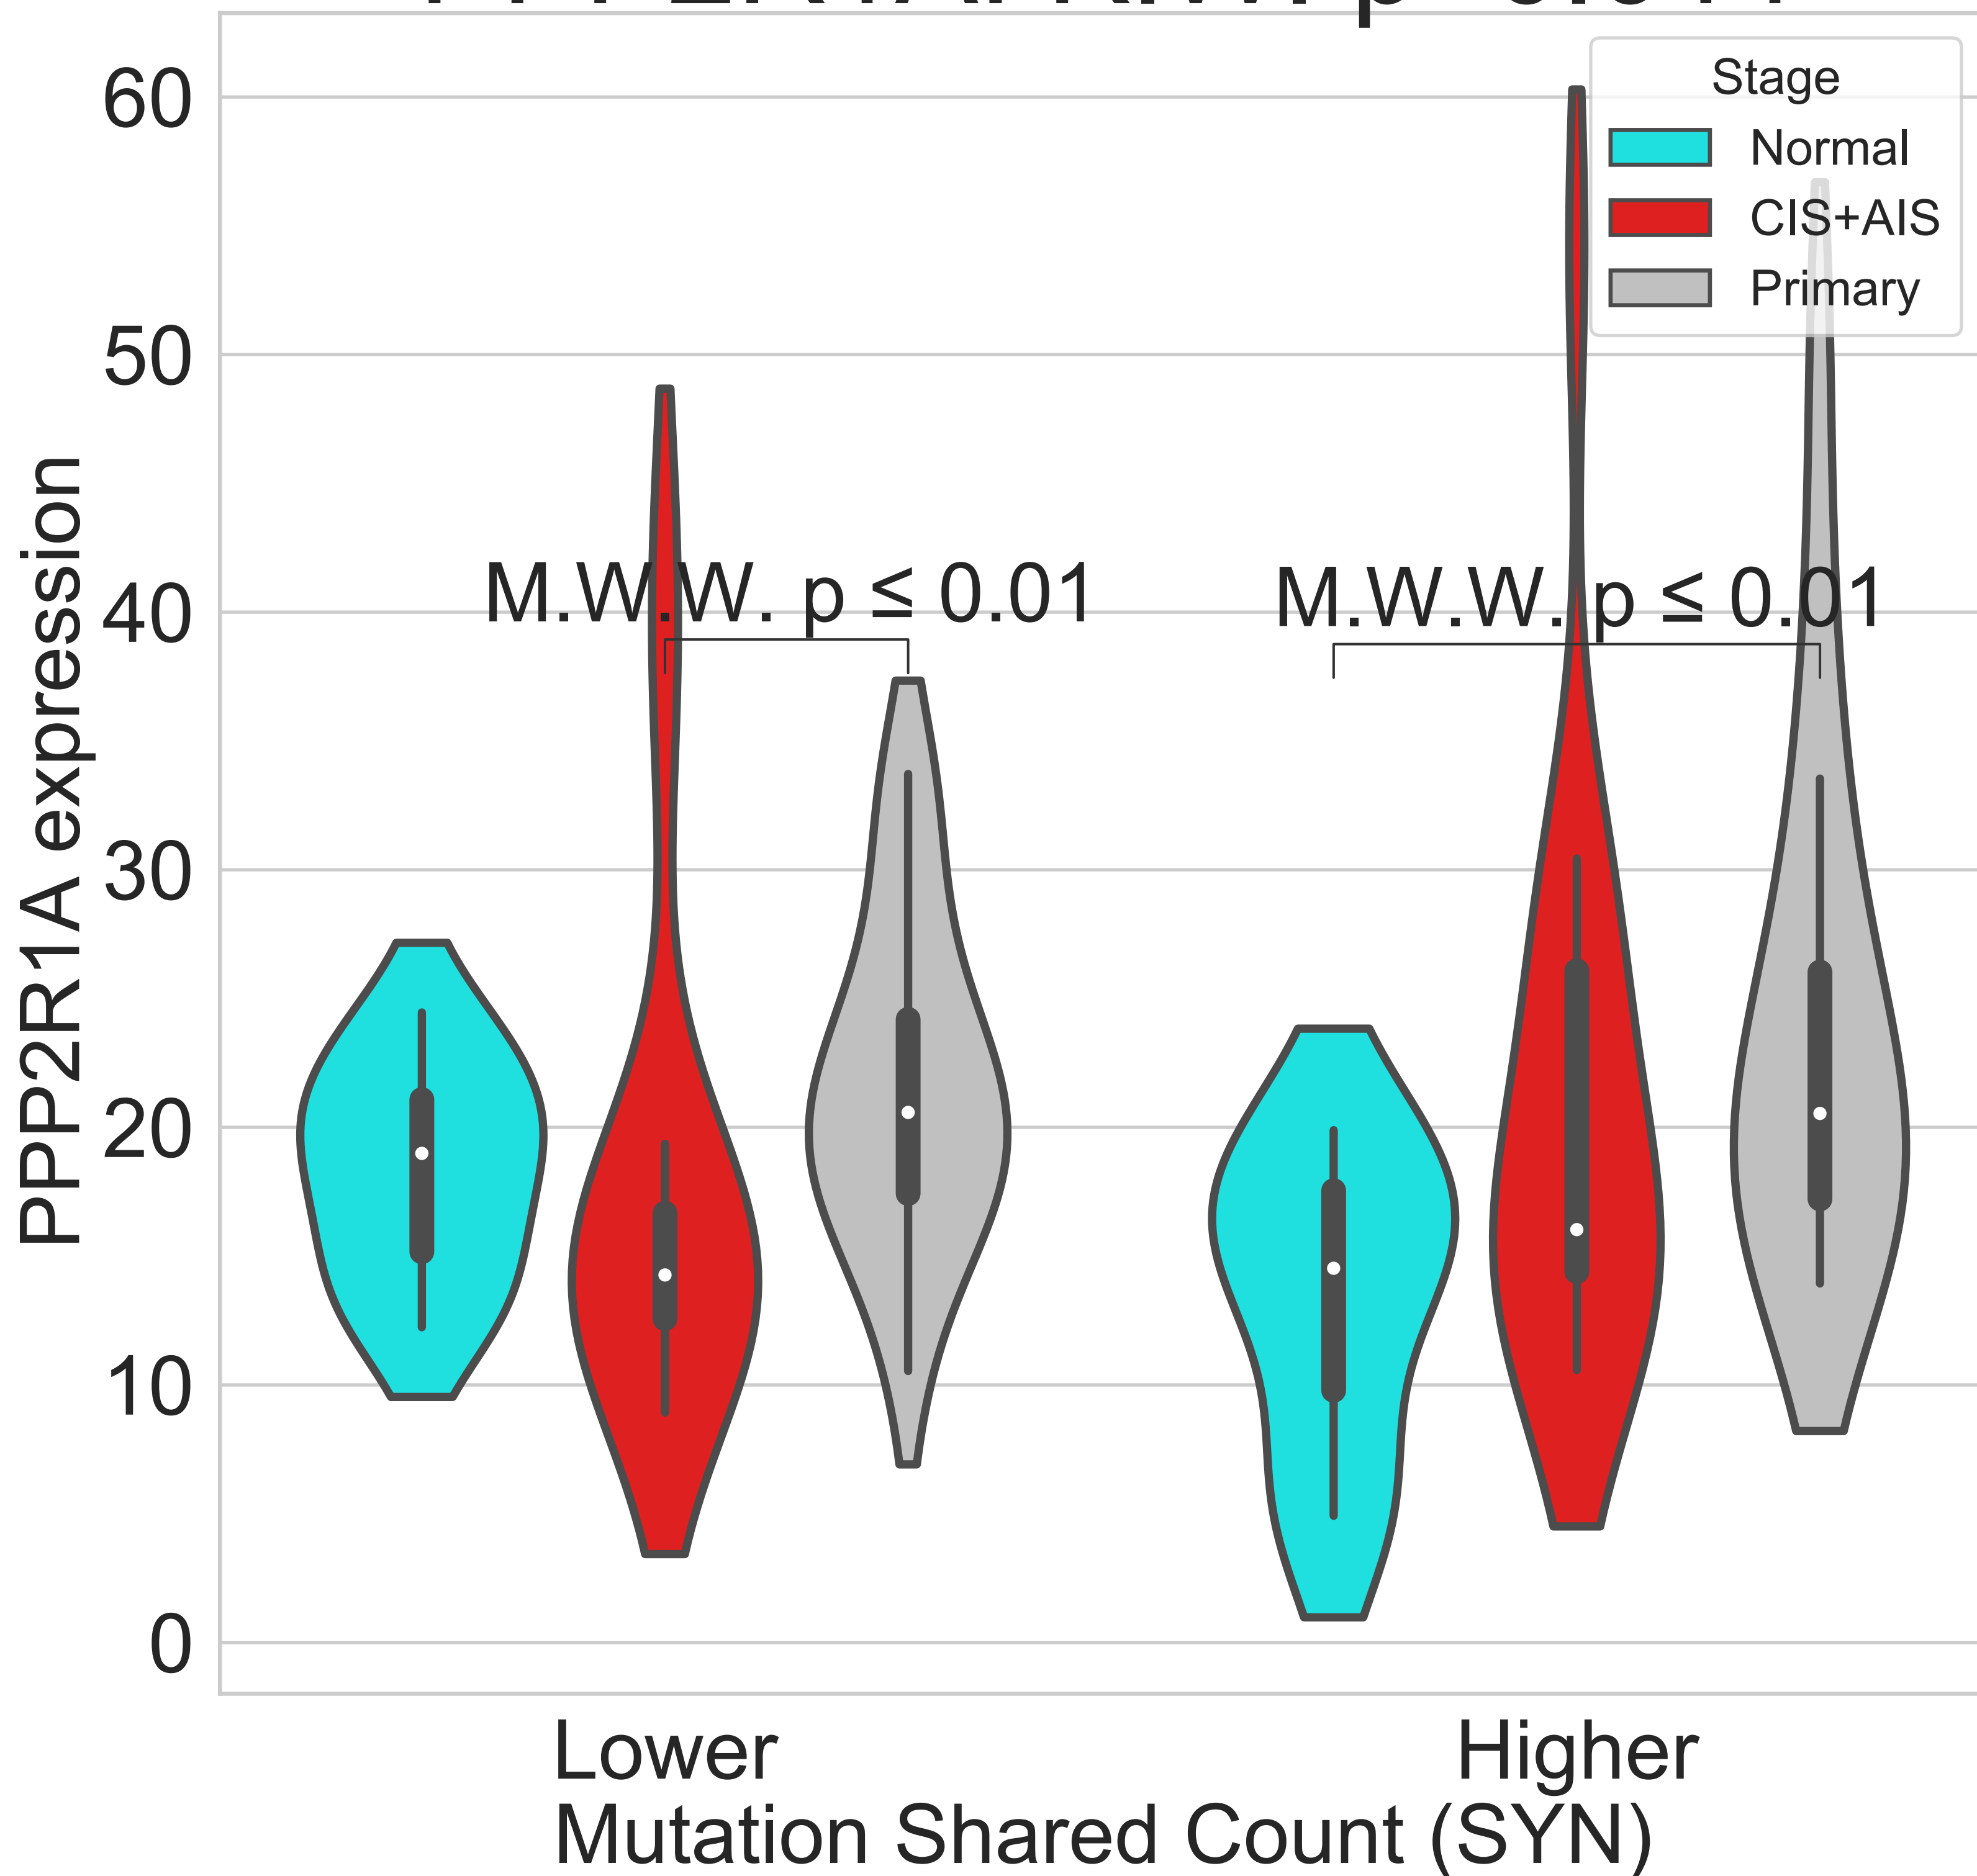 60
50
40
30
20
10
0
PPP2R1A expression
Stage
Normal
CIS+AIS
Primary
M.W.W. p ≤ 0.01
M.W.W. p ≤ 0.01
Lower
Higher
Mutation Shared Count (SYN)